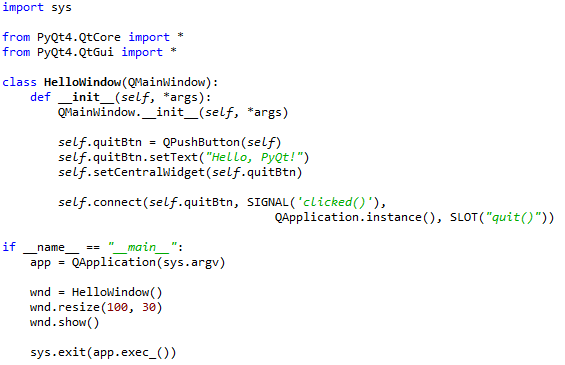 import sys

from PyQt4.QtCore import *
from PyQt4.QtGui import *

class HelloWindow(QMainWindow):
    def __init__(self, *args):
        QMainWindow.__init__(self, *args)

        self.quitBtn = QPushButton(self)
        self.quitBtn.setText("Hello, PyQt!")
        self.setCentralWidget(self.quitBtn)

        self.connect(self.quitBtn, SIGNAL('clicked()'),
                                       QApplication.instance(), SLOT("quit()"))

if __name__ == "__main__":
    app = QApplication(sys.argv)

    wnd = HelloWindow()
    wnd.resize(100, 30)
    wnd.show()

    sys.exit(app.exec_())